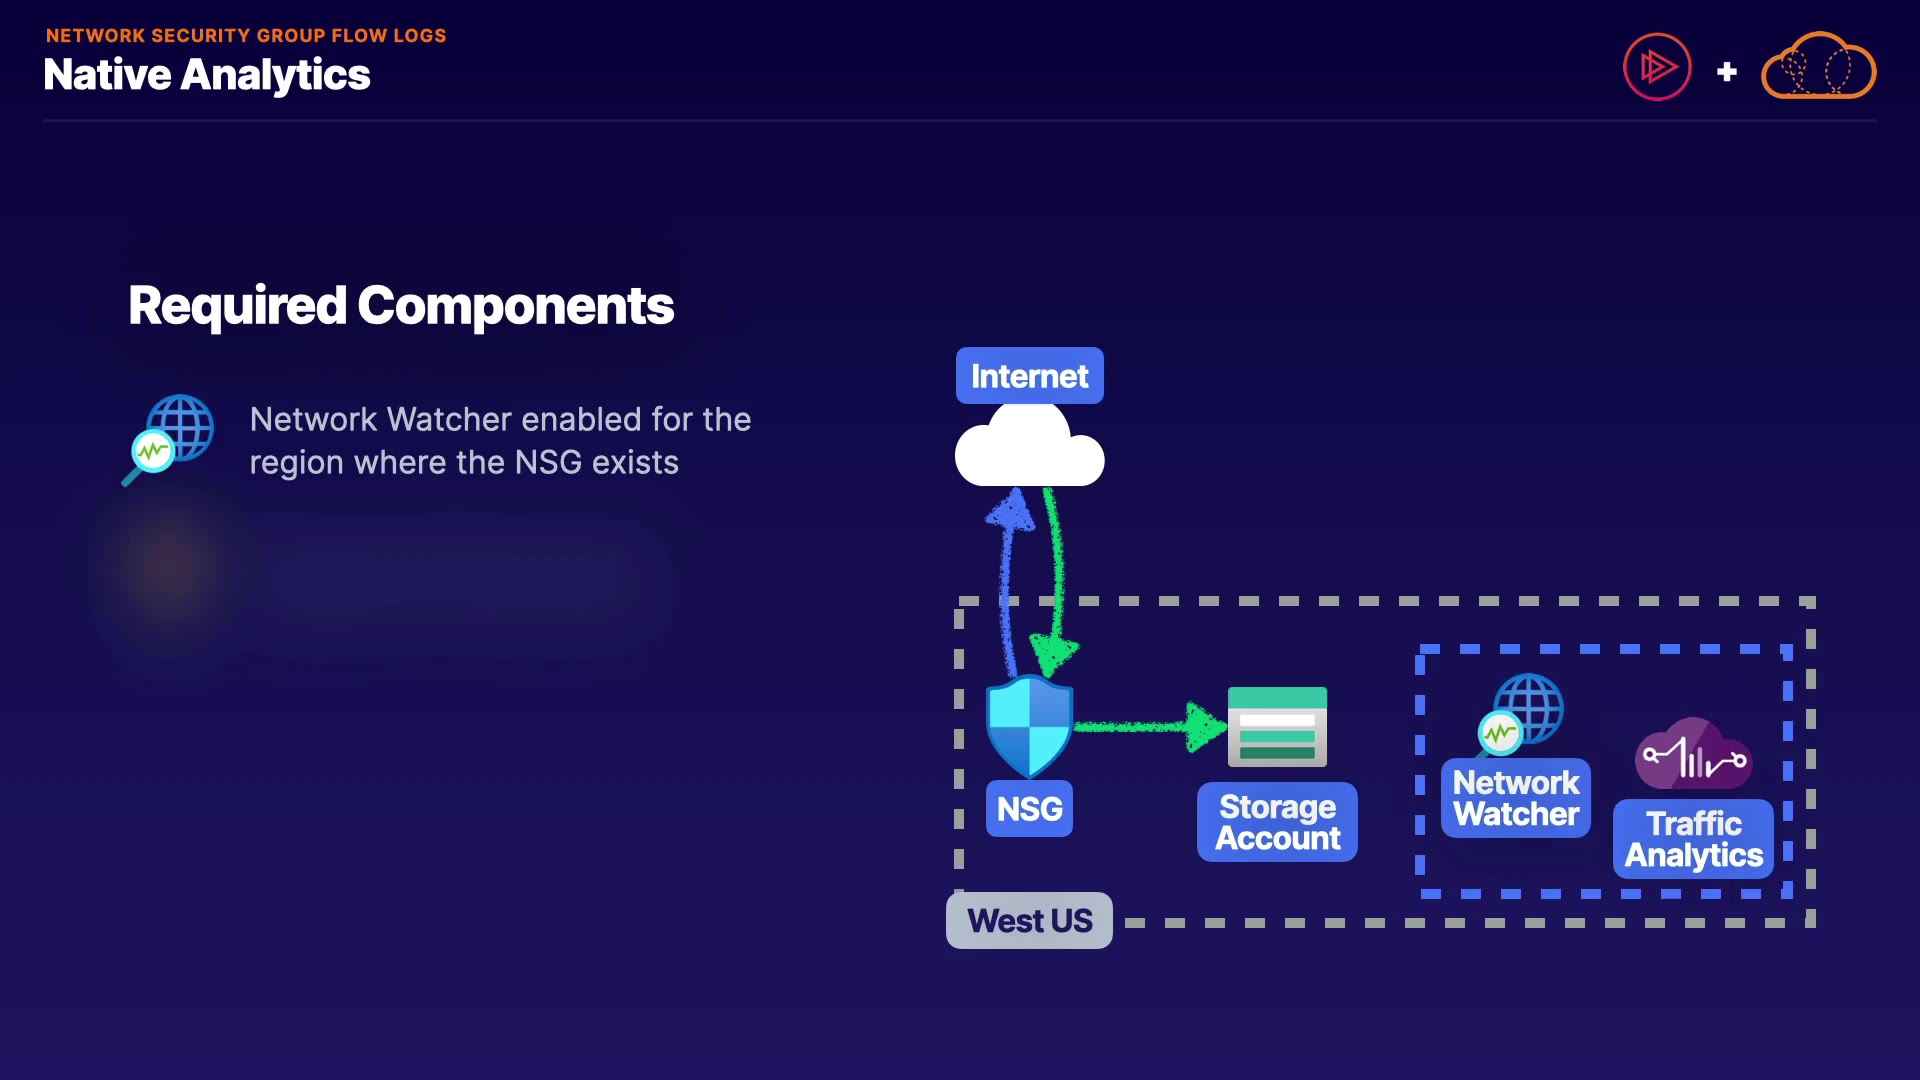 NETWORK SECURITY GROUP FLOW LOGS
Native Analytics
Required Components
Network Watcher enabled for the
region where the NSG exists
Internet
NSG
Storage
Account
Network
Watcher
Traffic
Analytics
West US